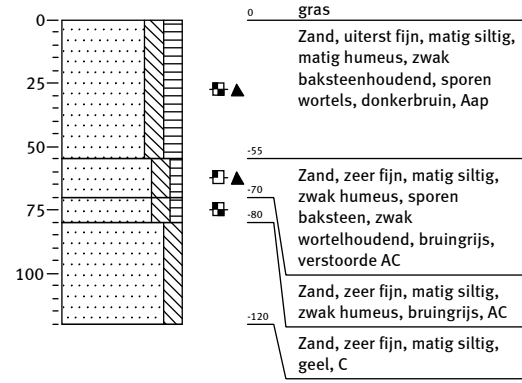 0
gras
0
Zand, uiterst fijn, matig siltig,
matig humeus, zwak
baksteenhoudend, sporen
wortels, donkerbruin, Aap
25
50
-55
Zand, zeer fijn, matig siltig,
zwak humeus, sporen
baksteen, zwak
wortelhoudend, bruingrijs,
verstoorde AC
-70
75
-80
Zand, zeer fijn, matig siltig,
zwak humeus, bruingrijs, AC
100
-120
Zand, zeer fijn, matig siltig,
geel, C